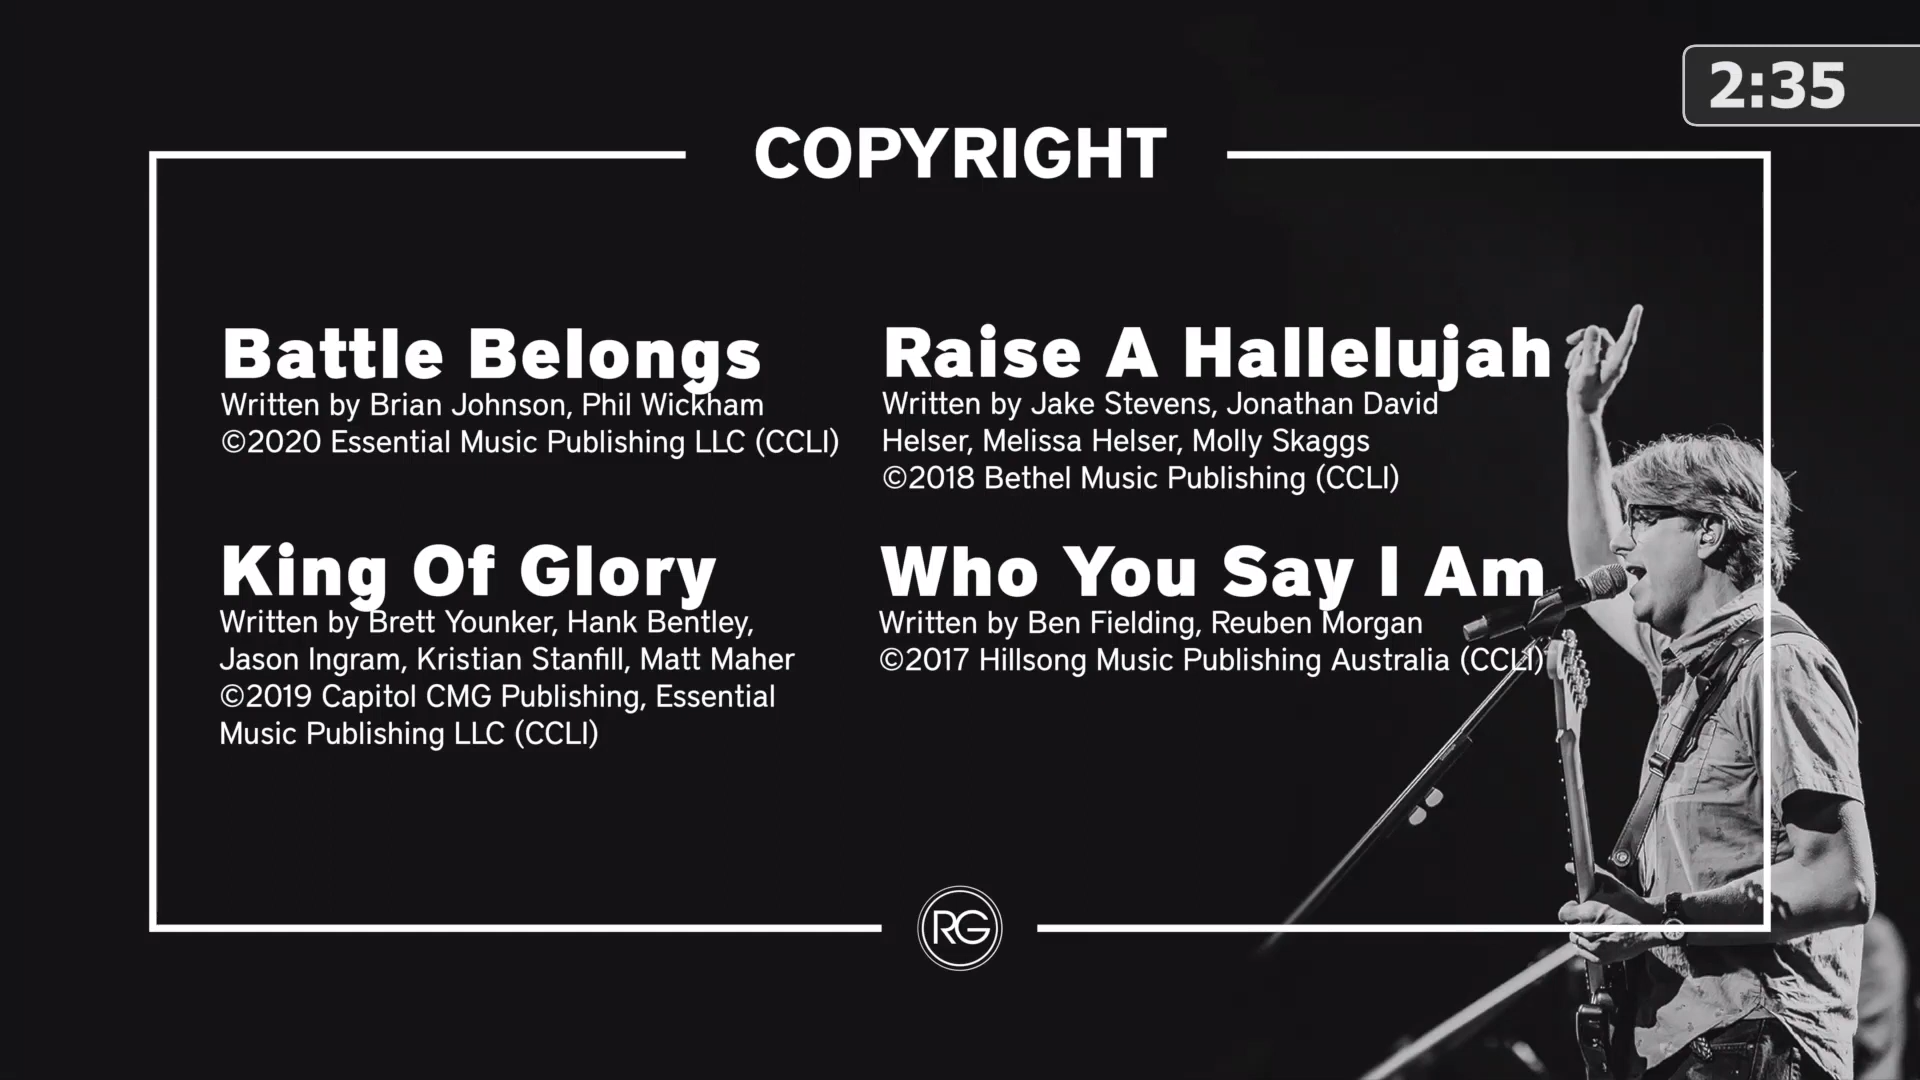 2:35
COPYRIGHT
Battle Belongs
Written by Brian Johnson, Phil Wickham
©2020 Essential Music Publishing LLC (CCLI)
Raise A Hallelujah
Written by Jake Stevens, Jonathan David
Helser, Melissa Helser, Molly Skaggs
©2018 Bethel Music Publishing (CCLI)
King Of Glory
Written by Brett Younker, Hank Bentley,
Jason Ingram, Kristian Stanfill, Matt Maher
©2019 Capitol CMG Publishing, Essential
Music Publishing LLC (CCLI)
Who You Say I Am
Written by Ben Fielding, Reuben Morgan
©2017 Hillsong Music Publishing Australia (CCLI)
RG